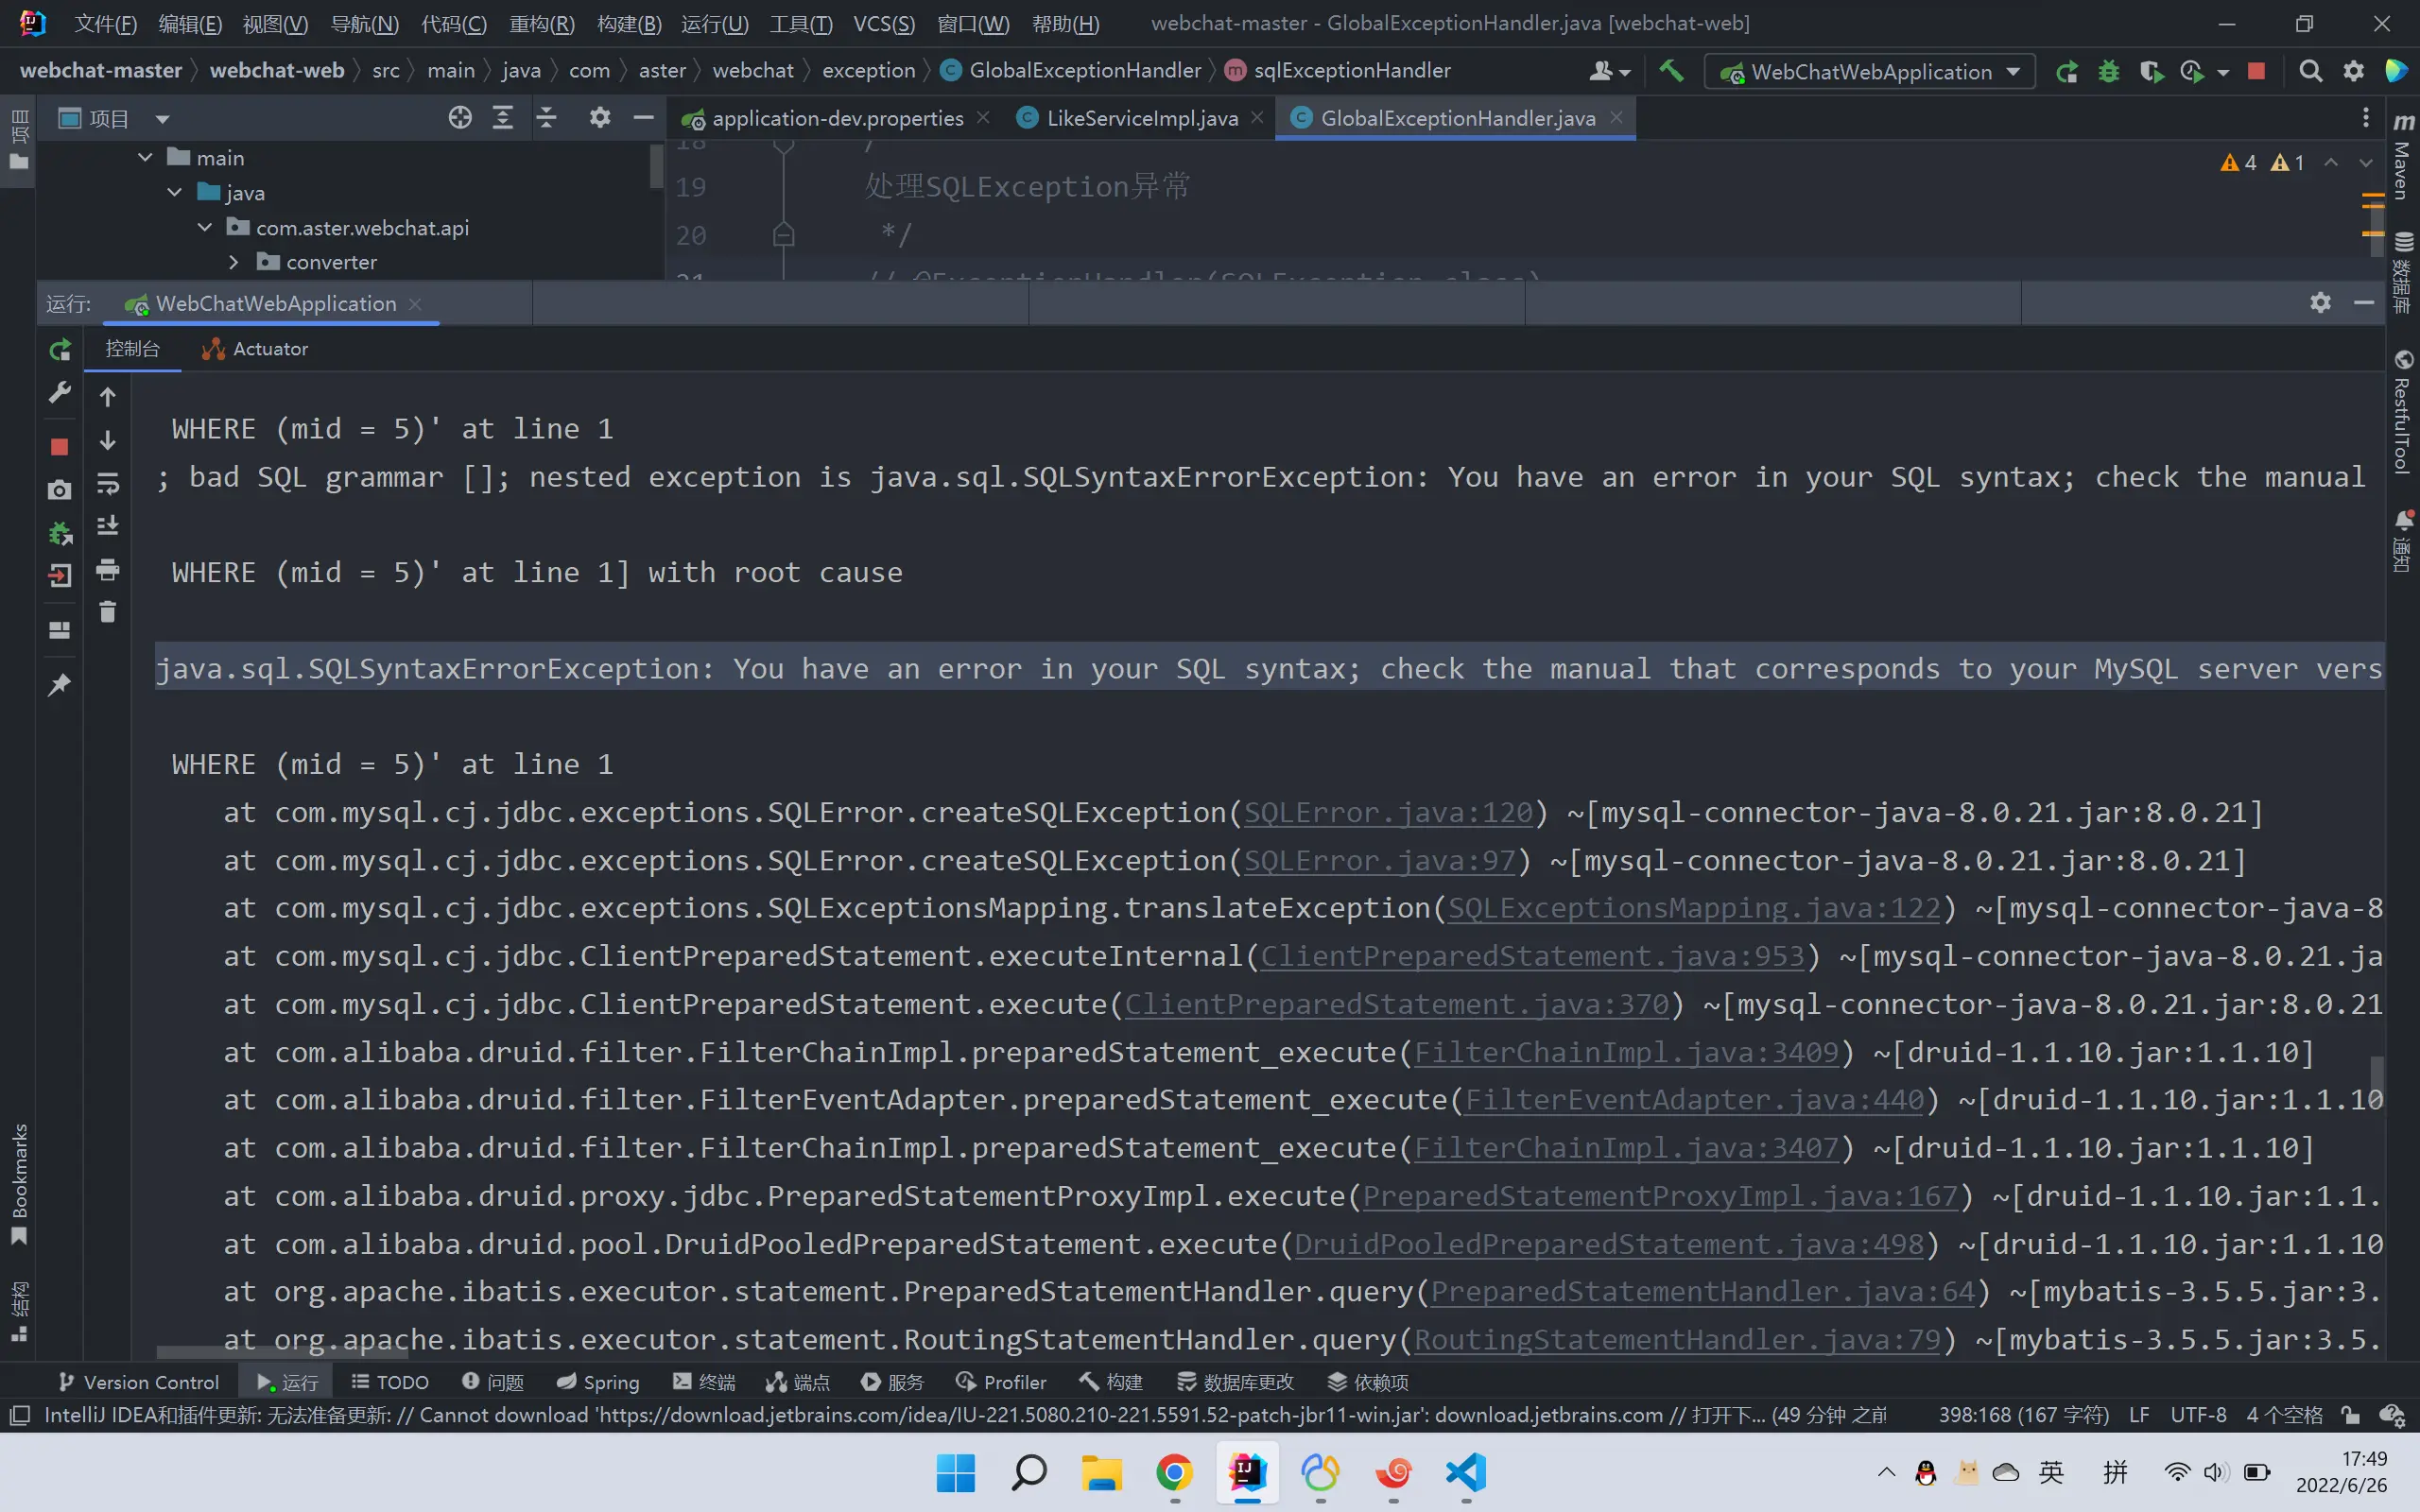 文件(F) 编辑(E) 视图(V) 导航(N) 代码(C) 重构(R) 构建(B) 运行(U) 工具(T) VCS(S) 窗口(W) 帮助(H) webchat-master - GlobalExceptionHandler.java [webchat-web]
webchat-master webchat-web src main java com aster webchat exception GlobalExceptionHandler sqlExceptionHandler WebChatWebApplication
项目 项目
application-dev.properties LikeServiceImpl.java GlobalExceptionHandler.java
main
java
com.aster.webchat.api
converter
18 /
19 处理SQLException异常
20 */
21 // @ExceptionHandler(SQLException.class)
4 1
Maven
数据库
RestfulTool
通知
运行: WebChatWebApplication
控制台 Actuator
WHERE (mid = 5)' at line 1
; bad SQL grammar []; nested exception is java.sql.SQLSyntaxErrorException: You have an error in your SQL syntax; check the manual
WHERE (mid = 5)' at line 1] with root cause
java.sql.SQLSyntaxErrorException: You have an error in your SQL syntax; check the manual that corresponds to your MySQL server vers
WHERE (mid = 5)' at line 1
at com.mysql.cj.jdbc.exceptions.SQLError.createSQLException(SQLError.java:120) ~[mysql-connector-java-8.0.21.jar:8.0.21]
at com.mysql.cj.jdbc.exceptions.SQLError.createSQLException(SQLError.java:97) ~[mysql-connector-java-8.0.21.jar:8.0.21]
at com.mysql.cj.jdbc.exceptions.SQLExceptionsMapping.translateException(SQLExceptionsMapping.java:122) ~[mysql-connector-java-8
at com.mysql.cj.jdbc.ClientPreparedStatement.executeInternal(ClientPreparedStatement.java:953) ~[mysql-connector-java-8.0.21.ja
at com.mysql.cj.jdbc.ClientPreparedStatement.execute(ClientPreparedStatement.java:370) ~[mysql-connector-java-8.0.21.jar:8.0.21
at com.alibaba.druid.filter.FilterChainImpl.preparedStatement_execute(FilterChainImpl.java:3409) ~[druid-1.1.10.jar:1.1.10]
at com.alibaba.druid.filter.FilterEventAdapter.preparedStatement_execute(FilterEventAdapter.java:440) ~[druid-1.1.10.jar:1.1.10
at com.alibaba.druid.filter.FilterChainImpl.preparedStatement_execute(FilterChainImpl.java:3407) ~[druid-1.1.10.jar:1.1.10]
at com.alibaba.druid.proxy.jdbc.PreparedStatementProxyImpl.execute(PreparedStatementProxyImpl.java:167) ~[druid-1.1.10.jar:1.1.
at com.alibaba.druid.pool.DruidPooledPreparedStatement.execute(DruidPooledPreparedStatement.java:498) ~[druid-1.1.10.jar:1.1.10
at org.apache.ibatis.executor.statement.PreparedStatementHandler.query(PreparedStatementHandler.java:64) ~[mybatis-3.5.5.jar:3.
at org.apache.ibatis.executor.statement.RoutingStatementHandler.query(RoutingStatementHandler.java:79) ~[mybatis-3.5.5.jar:3.5.
Bookmarks
结构
Version Control 运行 TODO 问题 Spring 终端 端点 服务 Profiler 构建 数据库更改 依赖项
IntelliJ IDEA和插件更新: 无法准备更新: // Cannot download 'https://download.jetbrains.com/idea/IU-221.5080.210-221.5591.52-patch-jbr11-win.jar': download.jetbrains.com // 打开下... (49 分钟 之前 398:168 (167 字符) LF UTF-8 4 个空格
英 拼 17:49
2022/6/26